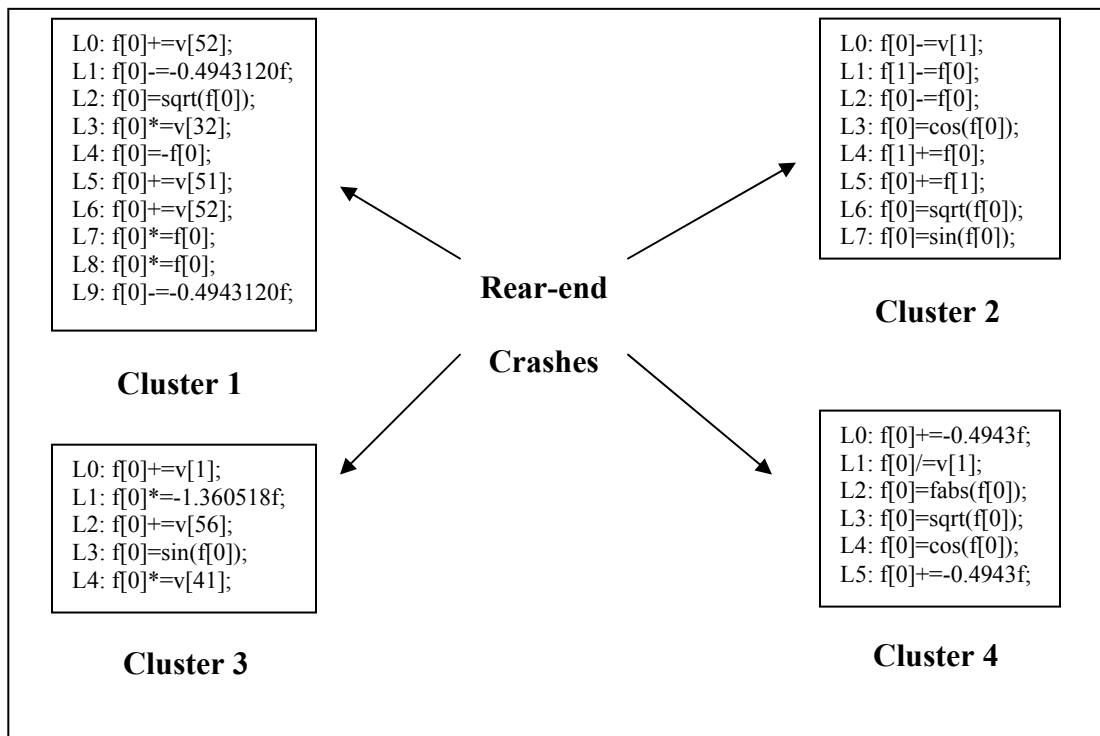 L0: f[0]+=v[52];
L1: f[0]-=-0.4943120f;
L2: f[0]=sqrt(f[0]);
L3: f[0]*=v[32];
L4: f[0]=-f[0];
L5: f[0]+=v[51];
L6: f[0]+=v[52];
L7: f[0]*=f[0];
L8: f[0]*=f[0];
L9: f[0]-=-0.4943120f;
Cluster 1
L0: f[0]-=v[1];
L1: f[1]-=f[0];
L2: f[0]-=f[0];
L3: f[0]=cos(f[0]);
L4: f[1]+=f[0];
L5: f[0]+=f[1];
L6: f[0]=sqrt(f[0]);
L7: f[0]=sin(f[0]);
Cluster 2
Rear-end
Crashes
L0: f[0]+=v[1];
L1: f[0]*=-1.360518f;
L2: f[0]+=v[56];
L3: f[0]=sin(f[0]);
L4: f[0]*=v[41];
Cluster 3
L0: f[0]+=-0.4943f;
L1: f[0]/=v[1];
L2: f[0]=fabs(f[0]);
L3: f[0]=sqrt(f[0]);
L4: f[0]=cos(f[0]);
L5: f[0]+=-0.4943f;
Cluster 4